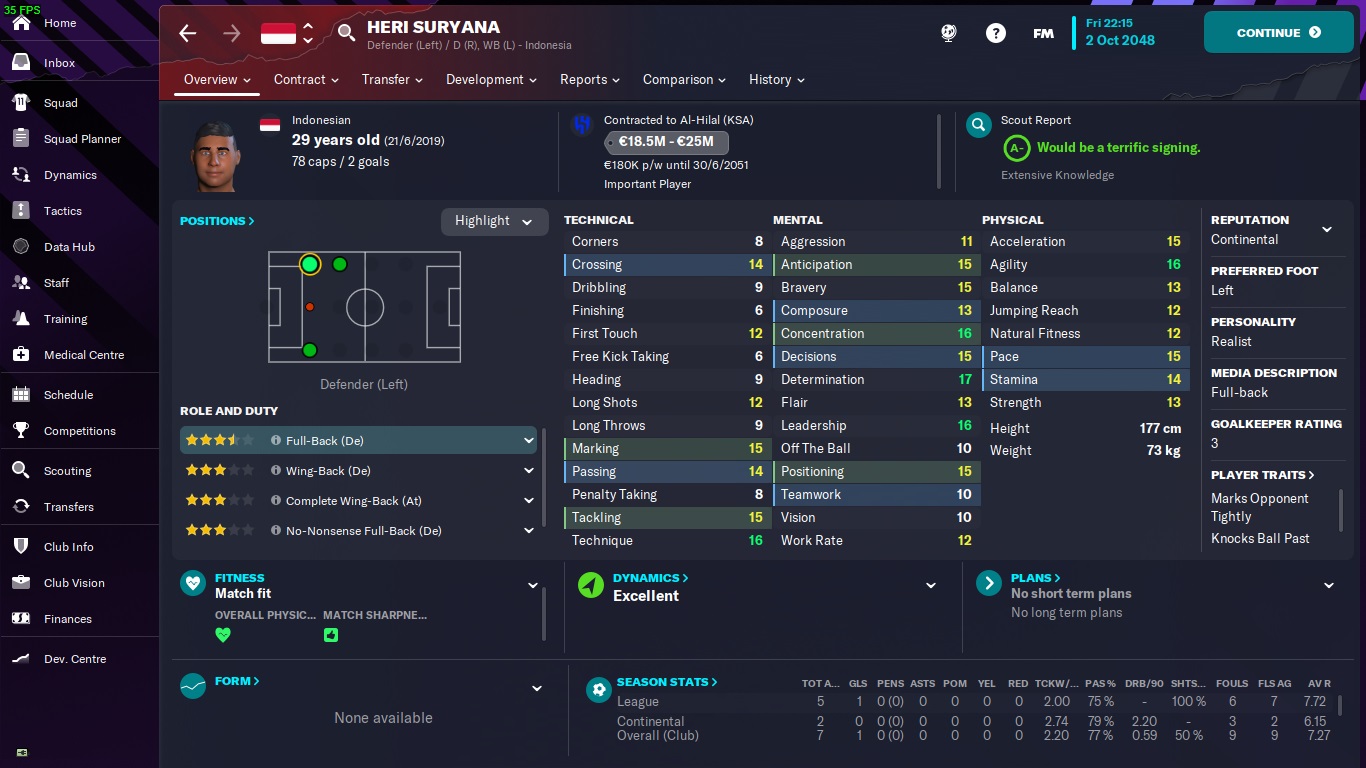 35 FPS
Home
Inbox
Squad
Squad Planner
Dynamics
Tactics
Data Hub
Staff
Training
Medical Centre
Schedule
Competitions
Scouting
Transfers
Club Info
Club Vision
Finances
Dev. Centre
HERI SURYANA
Defender (Left) / D (R), WB (L) - Indonesia
FM
Fri 22:15
2 Oct 2048
CONTINUE
Overview Contract Transfer Development Reports Comparison History
Indonesian
29 years old (21/6/2019)
78 caps / 2 goals
Contracted to Al-Hilal (KSA)
€18.5M - €25M
€180K p/w until 30/6/2051
Important Player
Scout Report
A- Would be a terrific signing.
Extensive Knowledge
POSITIONS
Highlight
Defender (Left)
ROLE AND DUTY
Full-Back (De)
Wing-Back (De)
Complete Wing-Back (At)
No-Nonsense Full-Back (De)
TECHNICAL
Corners 8
Crossing 14
Dribbling 9
Finishing 6
First Touch 12
Free Kick Taking 6
Heading 9
Long Shots 12
Long Throws 9
Marking 15
Passing 14
Penalty Taking 8
Tackling 15
Technique 16
MENTAL
Aggression 11
Anticipation 15
Bravery 15
Composure 13
Concentration 16
Decisions 15
Determination 17
Flair 13
Leadership 16
Off The Ball 10
Positioning 15
Teamwork 10
Vision 10
Work Rate 12
PHYSICAL
Acceleration 15
Agility 16
Balance 13
Jumping Reach 12
Natural Fitness 12
Pace 15
Stamina 14
Strength 13
Height 177 cm
Weight 73 kg
REPUTATION
Continental
PREFERRED FOOT
Left
PERSONALITY
Realist
MEDIA DESCRIPTION
Full-back
GOALKEEPER RATING
3
PLAYER TRAITS
Marks Opponent
Tightly
Knocks Ball Past
FITNESS
Match fit
OVERALL PHYSIC... MATCH SHARPNE...
DYNAMICS
Excellent
PLANS
No short term plans
No long term plans
FORM
None available
SEASON STATS TOT A... GLS PENS ASTS POM YEL RED TCKW/... PAS % DRB/90 SHTS... FOULS FLS AG AV R
League 5 1 0 (0) 0 0 0 0 2.00 75 % - 100 % 6 7 7.72
Continental 2 0 0 (0) 0 0 0 0 2.74 79 % 2.20 - 3 2 6.15
Overall (Club) 7 1 0 (0) 0 0 0 0 2.20 77 % 0.59 50 % 9 9 7.27